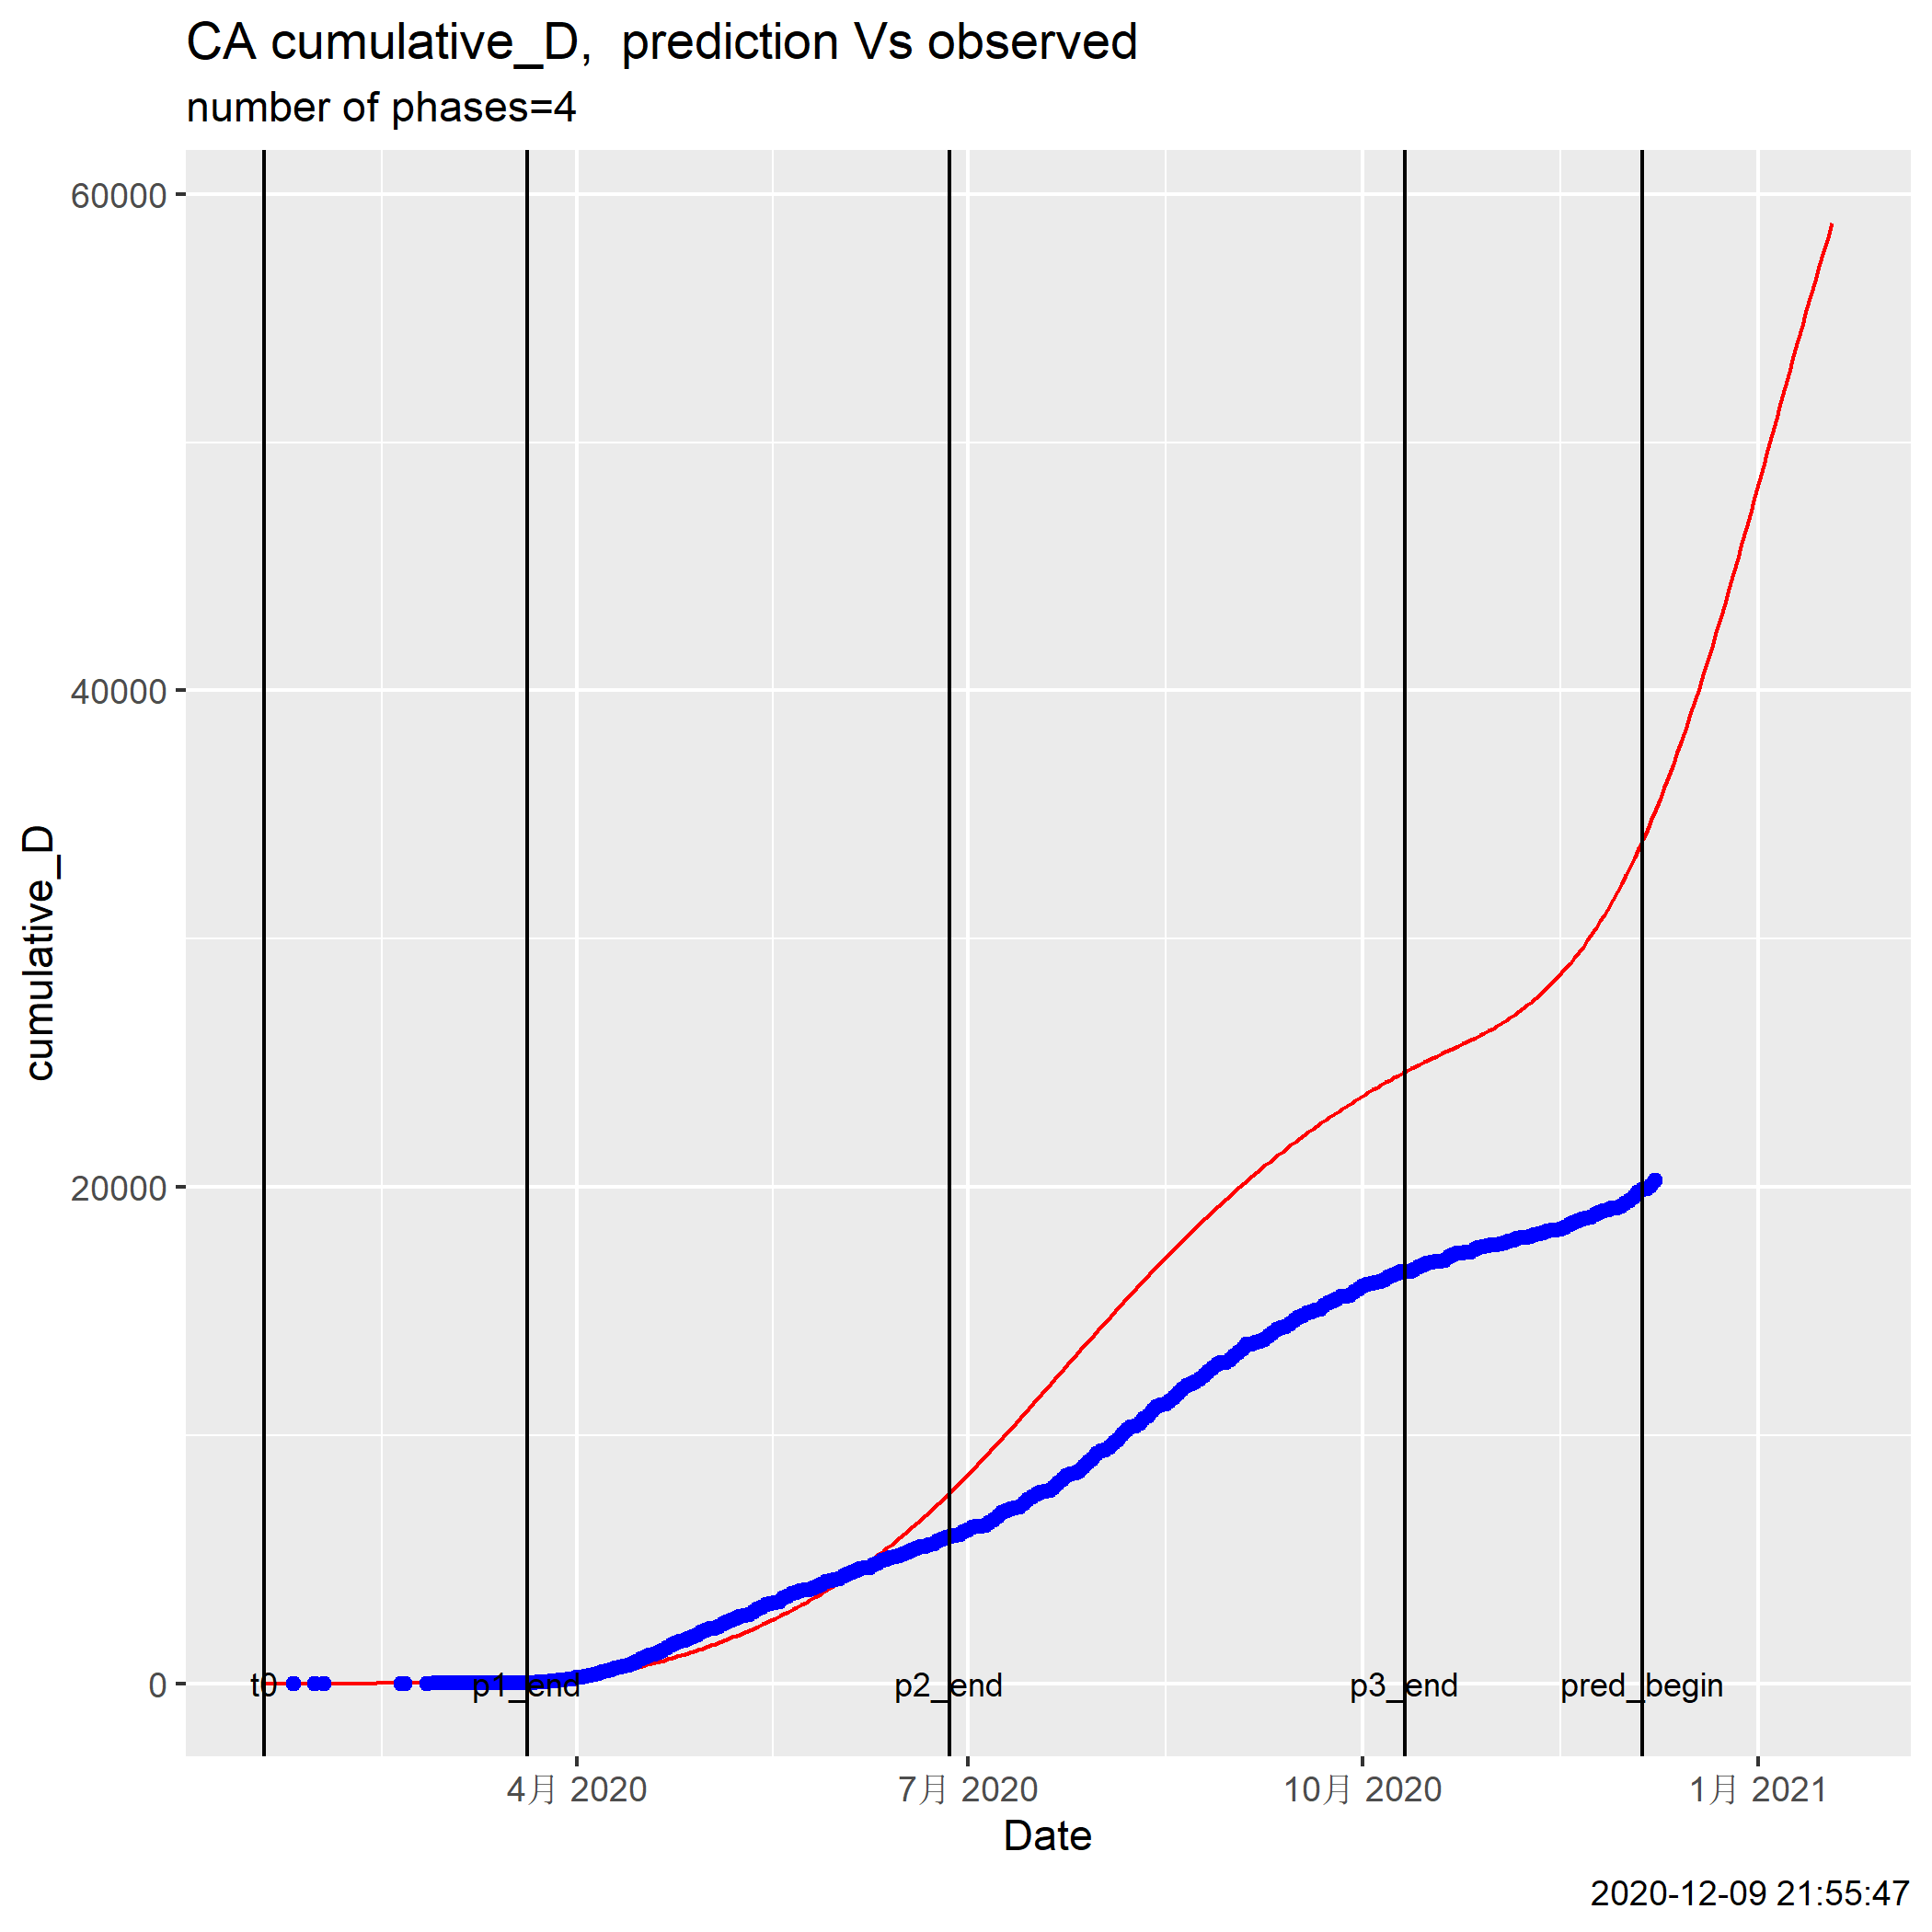 CA cumulative_D,  prediction Vs observed
number of phases=4
60000
40000
20000
0
cumulative_D
t0
p1_end
p2_end
p3_end
pred_begin
4月 2020
7月 2020
10月 2020
1月 2021
Date
2020-12-09 21:55:47